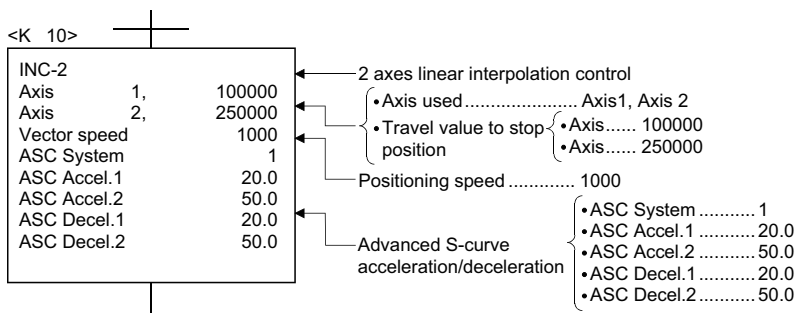 <K 10>
INC-2
Axis 1, 100000
Axis 2, 250000
Vector speed 1000
ASC System 1
ASC Accel.1 20.0
ASC Accel.2 50.0
ASC Decel.1 20.0
ASC Decel.2 50.0
2 axes linear interpolation control
•Axis used...................... Axis1, Axis 2
•Travel value to stop position
•Axis...... 100000
•Axis...... 250000
Positioning speed ............. 1000
Advanced S-curve
acceleration/deceleration
•ASC System........... 1
•ASC Accel.1 ........... 20.0
•ASC Accel.2 ........... 50.0
•ASC Decel.1 ........... 20.0
•ASC Decel.2 ........... 50.0